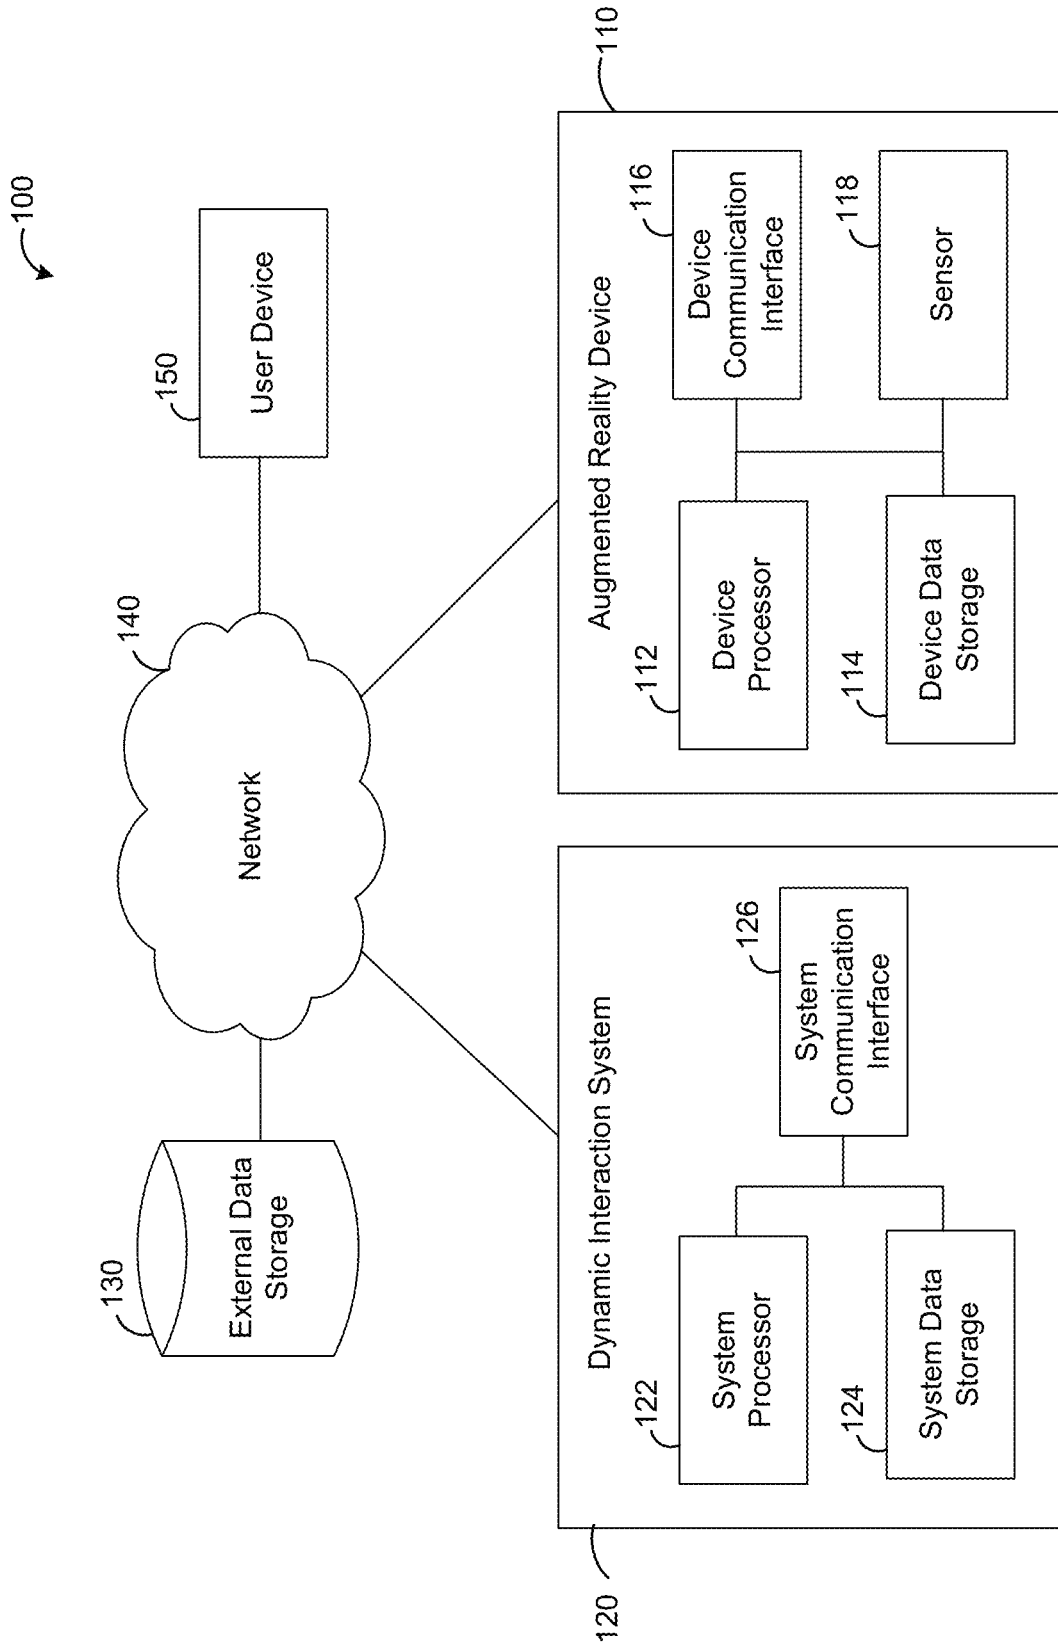 100
130
External Data
Storage
140
Network
150
User Device
120
Dynamic Interaction System
122
System
Processor
124
System Data
Storage
126
System
Communication
Interface
110
Augmented Reality Device
112
Device
Processor
114
Device Data
Storage
116
Device
Communication
Interface
118
Sensor